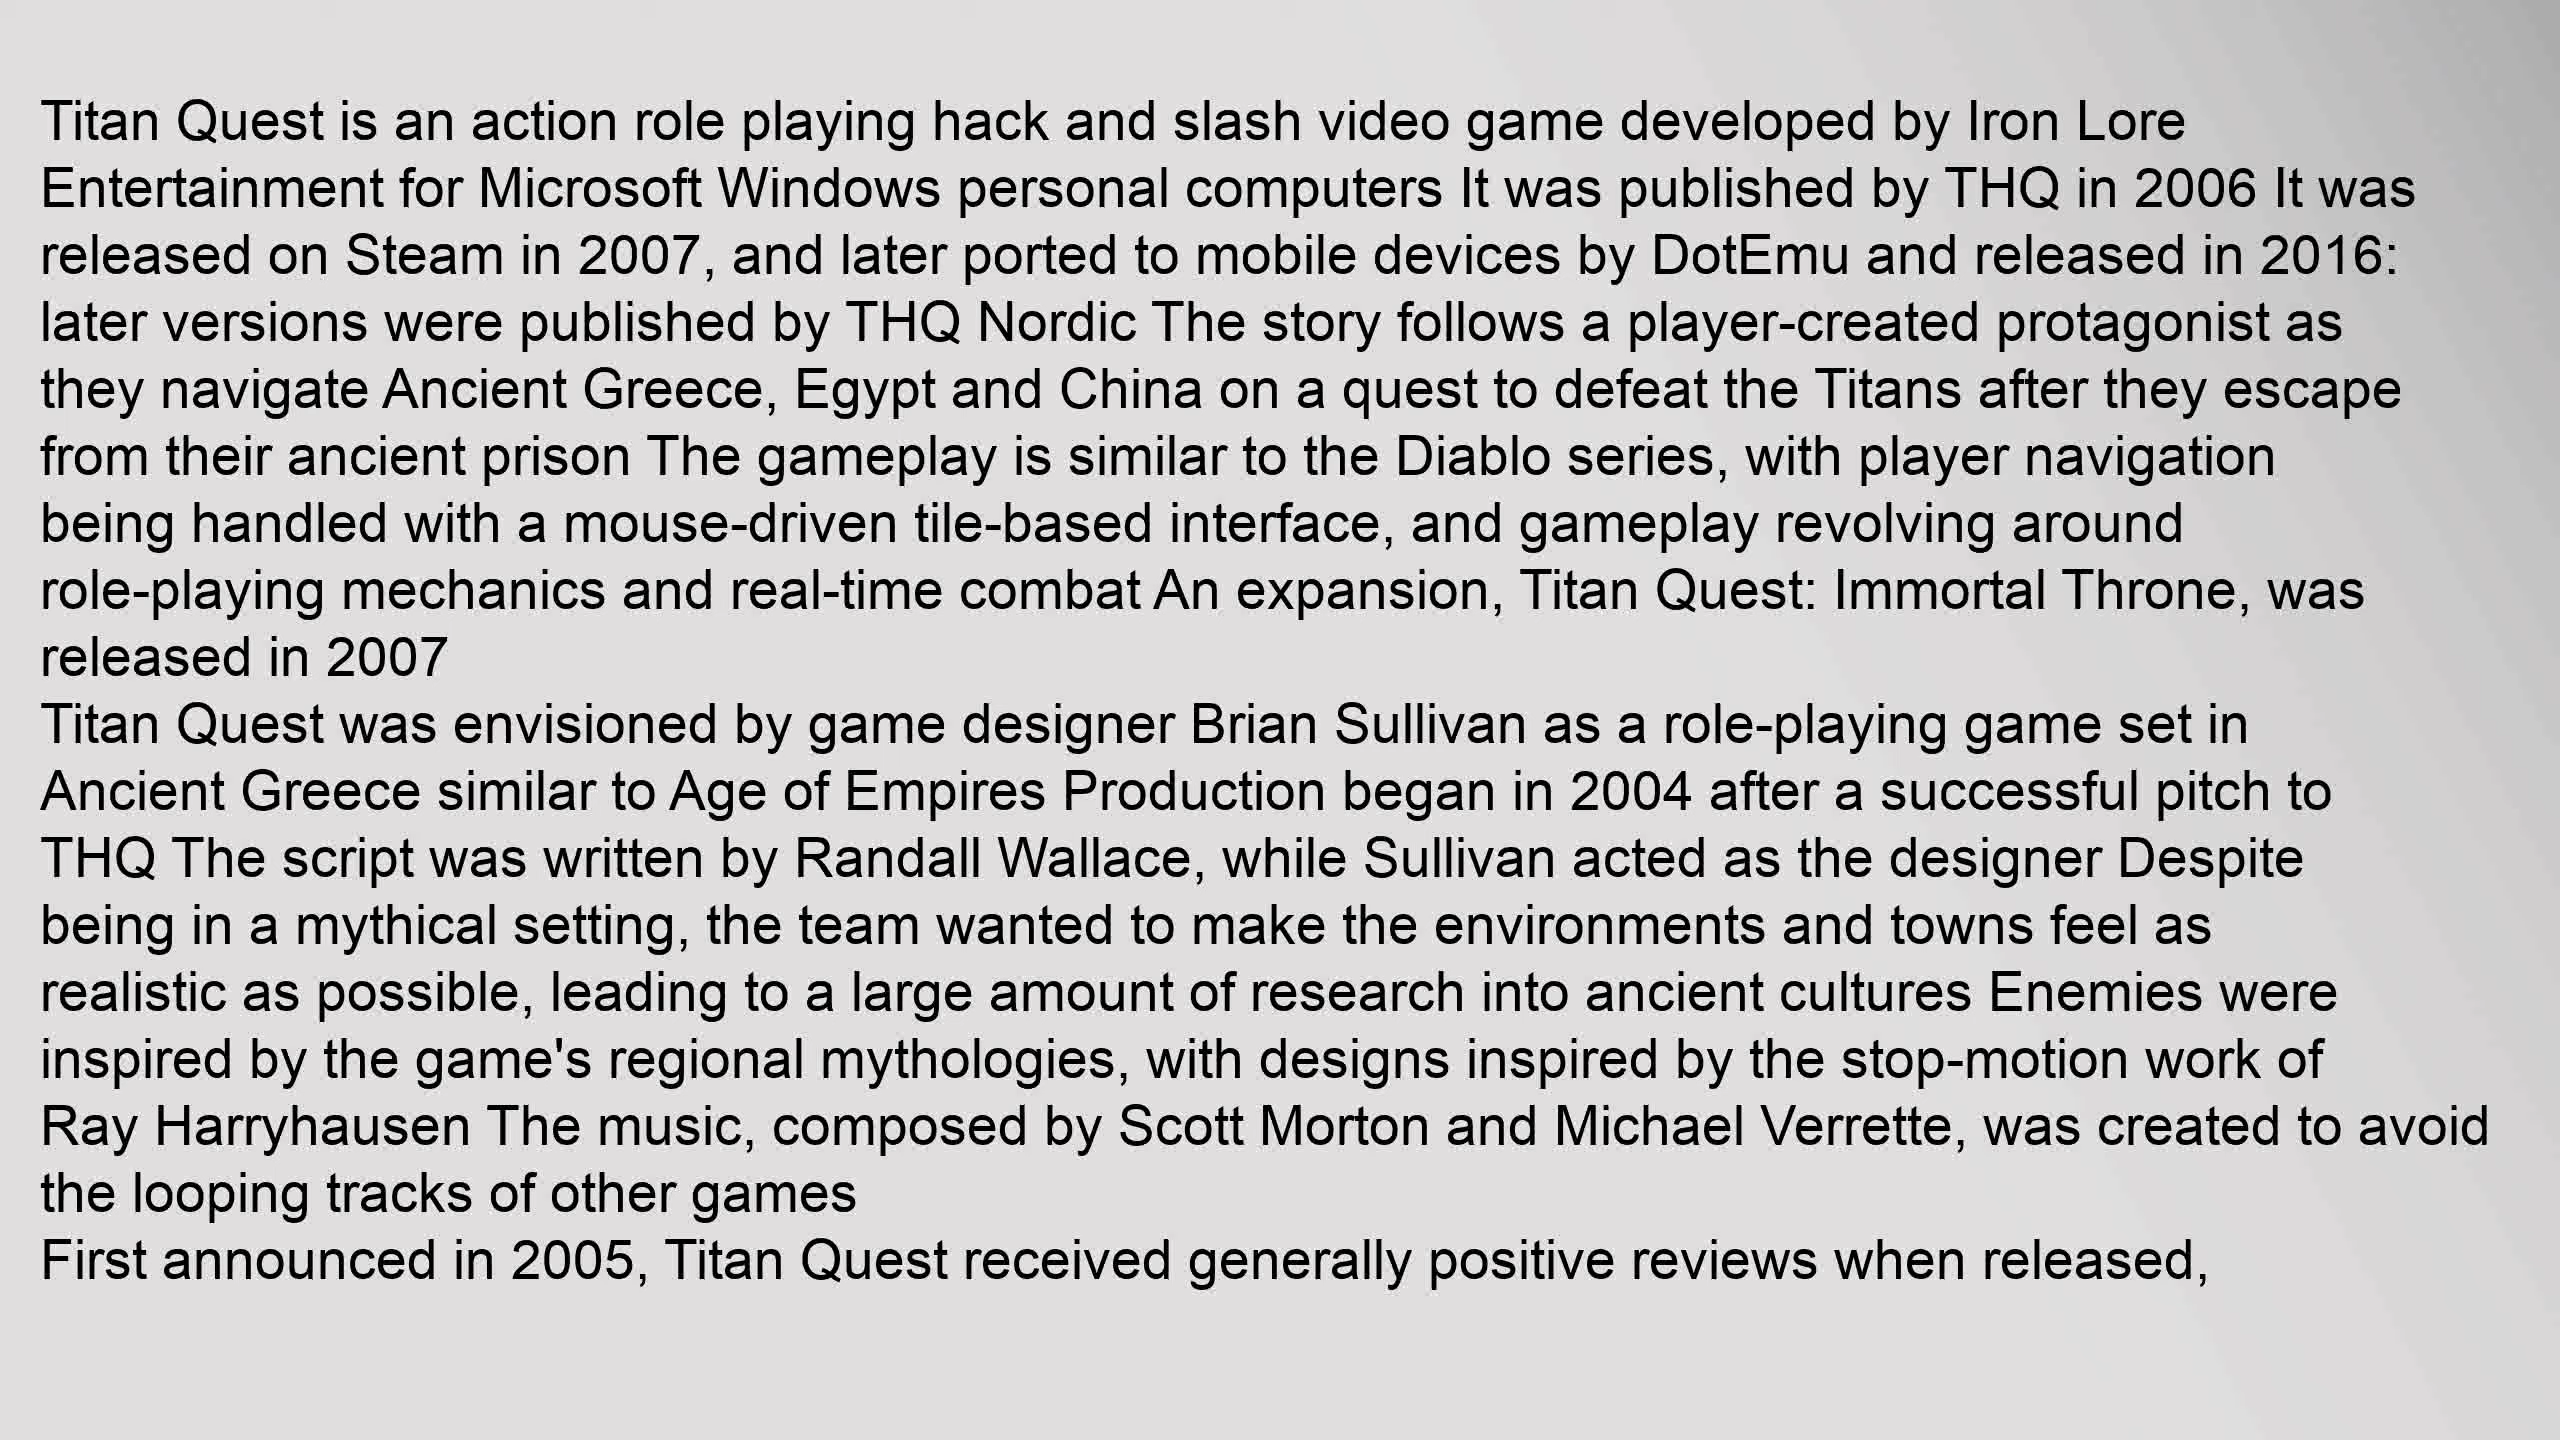 Titan Quest is an action role playing hack and slash video game developed by Iron Lore
Entertainment for Microsoft Windows personal computers It was published by THQ in 2006 It was
released on Steam in 2007, and later ported to mobile devices by DotEmu and released in 2016:
later versions were published by THQ Nordic The story follows a player-created protagonist as
they navigate Ancient Greece, Egypt and China on a quest to defeat the Titans after they escape
from their ancient prison The gameplay is similar to the Diablo series, with player navigation
being handled with a mouse-driven tile-based interface, and gameplay revolving around
role-playing mechanics and real-time combat An expansion, Titan Quest: Immortal Throne, was
released in 2007
Titan Quest was envisioned by game designer Brian Sullivan as a role-playing game set in
Ancient Greece similar to Age of Empires Production began in 2004 after a successful pitch to
THQ The script was written by Randall Wallace, while Sullivan acted as the designer Despite
being in a mythical setting, the team wanted to make the environments and towns feel as
realistic as possible, leading to a large amount of research into ancient cultures Enemies were
inspired by the game's regional mythologies, with designs inspired by the stop-motion work of
Ray Harryhausen The music, composed by Scott Morton and Michael Verrette, was created to avoid
the looping tracks of other games
First announced in 2005, Titan Quest received generally positive reviews when released,